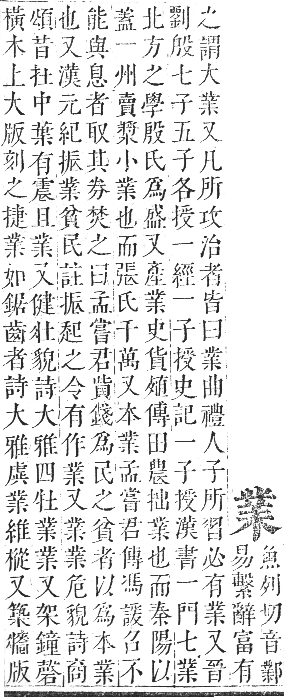 業
魚列切音鄴
易繫辭富有
之謂大業又凡所攻治者皆曰業曲禮人子所習必有業又晉
劉殷七子五子各授一經一子授史記一子授漢書一門七業
北方之學殷氏爲盛又產業史貨殖傳田農拙業也而秦陽以
蓋一州賣漿小業也而張氏千萬又本業孟嘗君傳馮諼召不
能與息者取其券焚之曰孟嘗君貸錢爲民之貧者以爲本業
也又漢元紀振業貧民註振起之令有作業又業業危貌詩商
頌昔在中葉有震且業又健壯貌詩大雅四牡業業又架鐘磬
橫木上大版刻之捷業如鋸齒者詩大雅虡業維樅又築牆版